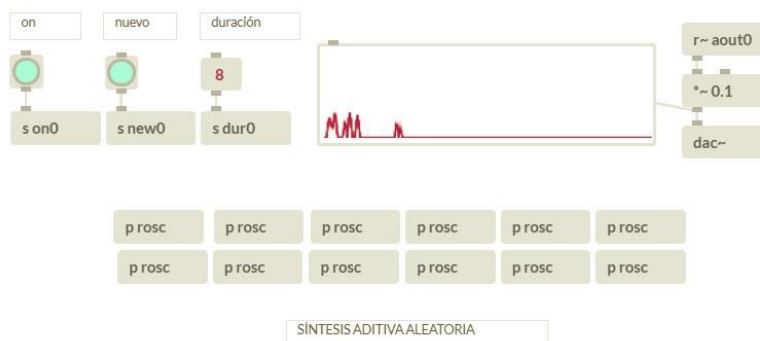 on
nuevo
duración
8
s on0
s new0
s dur0
r~ aout0
*~ 0.1
dac~
p rosc p rosc p rosc p rosc p rosc p rosc
p rosc p rosc p rosc p rosc p rosc p rosc
SÍNTESIS ADITIVA ALEATORIA